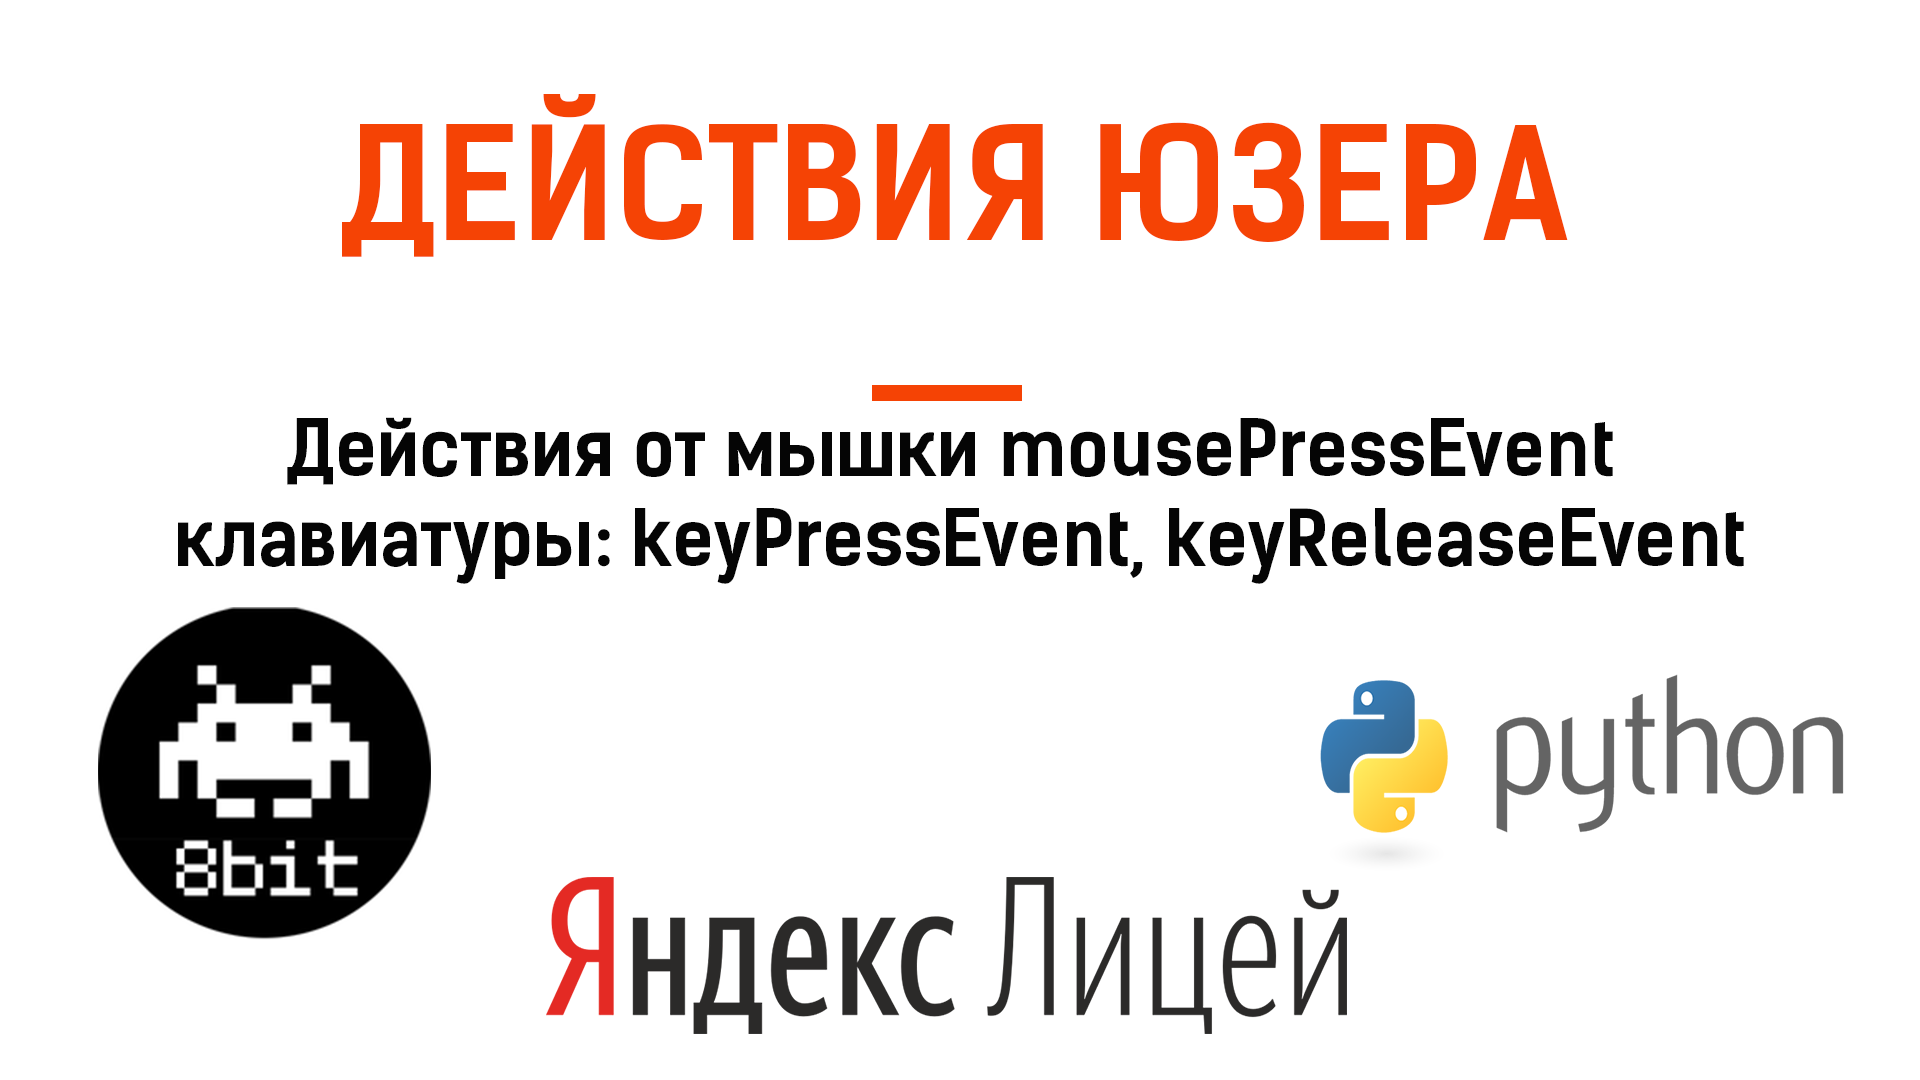 ДЕЙСТВИЯ ЮЗЕРА
Действия от мышки mousePressEvent
клавиатуры: keyPressEvent, keyReleaseEvent
8bit
python
Яндекс Лицей